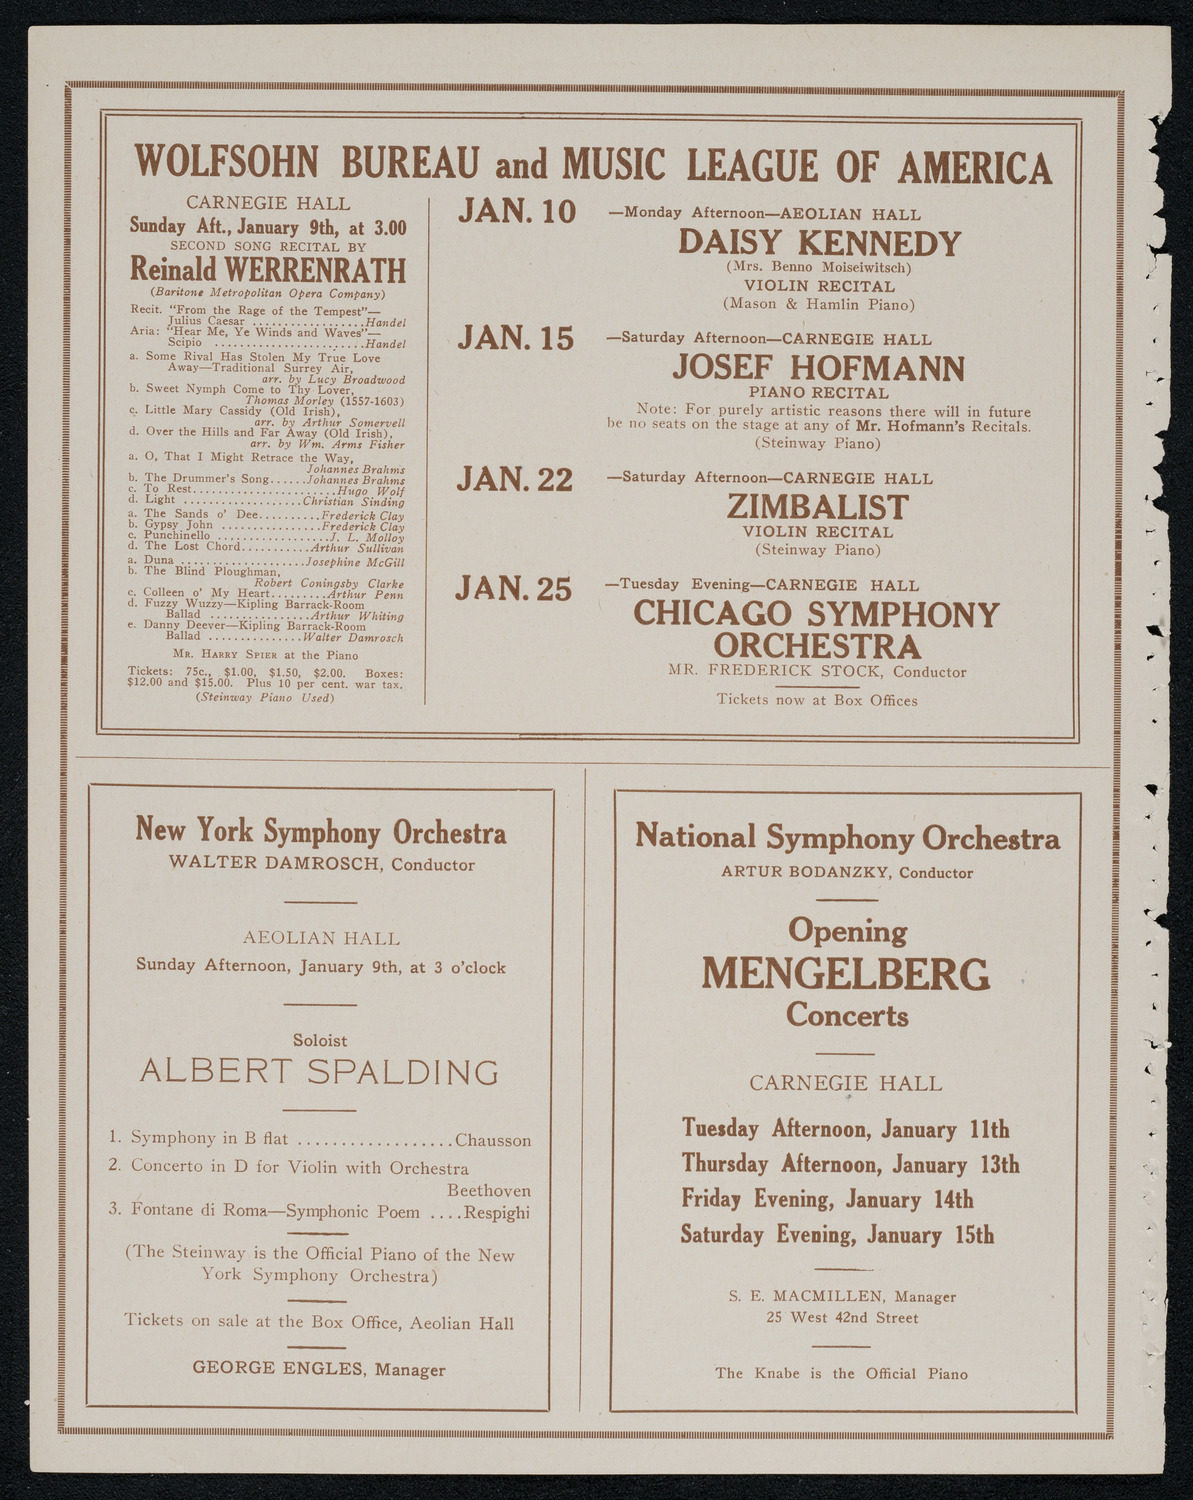 WOLFSOHN BUREAU and MUSIC LEAGUE OF AMERICA
CARNEGIE HALL
Sunday Aft., January 9th, at 3.00
SECOND SONG RECITAL BY
Reinald WERRENRATH
(Baritone Metropolitan Opera Company)
Recit. "From the Rage of the Tempest"—
Julius Caesar ..................Handel
Aria: "Hear Me, Ye Winds and Waves"—
Scipio ........................Handel
a. Some Rival Has Stolen My True Love
Away—Traditional Surrey Air,
arr. by Lucy Broadwood
b. Sweet Nymph Come to Thy Lover,
Thomas Morley (1557-1603)
c. Little Mary Cassidy (Old Irish),
arr. by Arthur Somervell
d. Over the Hills and Far Away (Old Irish),
arr. by Wm. Arms Fisher
a. O, That I Might Retrace the Way,
Johannes Brahms
b. The Drummer's Song......Johannes Brahms
c. To Rest.......................Hugo Wolf
d. Light ...................Christian Sinding
a. The Sands o' Dee..........Frederick Clay
b. Gypsy John ................Frederick Clay
c. Punchinello ..................J. L. Molloy
d. The Lost Chord...........Arthur Sullivan
a. Duna ....................Josephine McGill
b. The Blind Ploughman,
Robert Coningsby Clarke
c. Colleen o' My Heart.........Arthur Penn
d. Fuzzy Wuzzy—Kipling Barrack-Room
Ballad ................Arthur Whiting
e. Danny Deever—Kipling Barrack-Room
Ballad ...............Walter Damrosch
MR. HARRY SPIER at the Piano
Tickets: 75c., $1.00, $1.50, $2.00. Boxes:
$12.00 and $15.00. Plus 10 per cent. war tax.
(Steinway Piano Used)
JAN. 10 —Monday Afternoon—AEOLIAN HALL
DAISY KENNEDY
(Mrs. Benno Moiseiwitsch)
VIOLIN RECITAL
(Mason & Hamlin Piano)
JAN. 15 —Saturday Afternoon—CARNEGIE HALL
JOSEF HOFMANN
PIANO RECITAL
Note: For purely artistic reasons there will in future
be no seats on the stage at any of Mr. Hofmann's Recitals.
(Steinway Piano)
JAN. 22 —Saturday Afternoon—CARNEGIE HALL
ZIMBALIST
VIOLIN RECITAL
(Steinway Piano)
JAN. 25 —Tuesday Evening—CARNEGIE HALL
CHICAGO SYMPHONY
ORCHESTRA
MR. FREDERICK STOCK, Conductor
Tickets now at Box Offices
New York Symphony Orchestra
WALTER DAMROSCH, Conductor
AEOLIAN HALL
Sunday Afternoon, January 9th, at 3 o'clock
Soloist
ALBERT SPALDING
1. Symphony in B flat ..................Chausson
2. Concerto in D for Violin with Orchestra
Beethoven
3. Fontane di Roma—Symphonic Poem ....Respighi
(The Steinway is the Official Piano of the New
York Symphony Orchestra)
Tickets on sale at the Box Office, Aeolian Hall
GEORGE ENGLES, Manager
National Symphony Orchestra
ARTUR BODANZKY, Conductor
Opening
MENGELBERG
Concerts
CARNEGIE HALL
Tuesday Afternoon, January 11th
Thursday Afternoon, January 13th
Friday Evening, January 14th
Saturday Evening, January 15th
S. E. MACMILLEN, Manager
25 West 42nd Street
The Knabe is the Official Piano